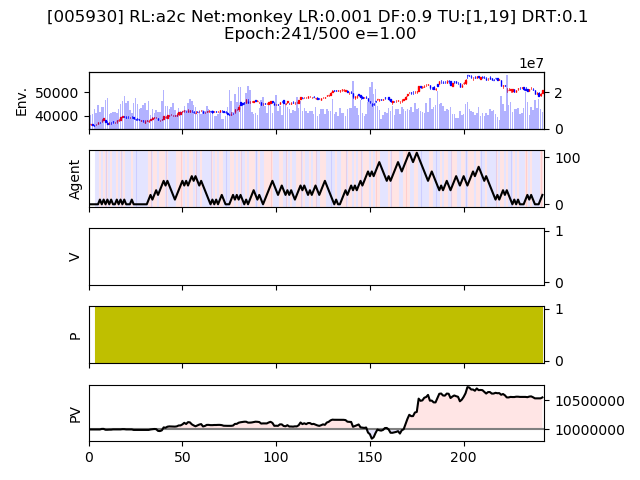 [005930] RL:a2c Net:monkey LR:0.001 DF:0.9 TU:[1,19] DRT:0.1
Epoch:241/500 e=1.00
1e7
Env.
50000
40000
2
0
Agent
100
0
V
1
0
P
1
0
PV
10500000
10000000
0 50 100 150 200